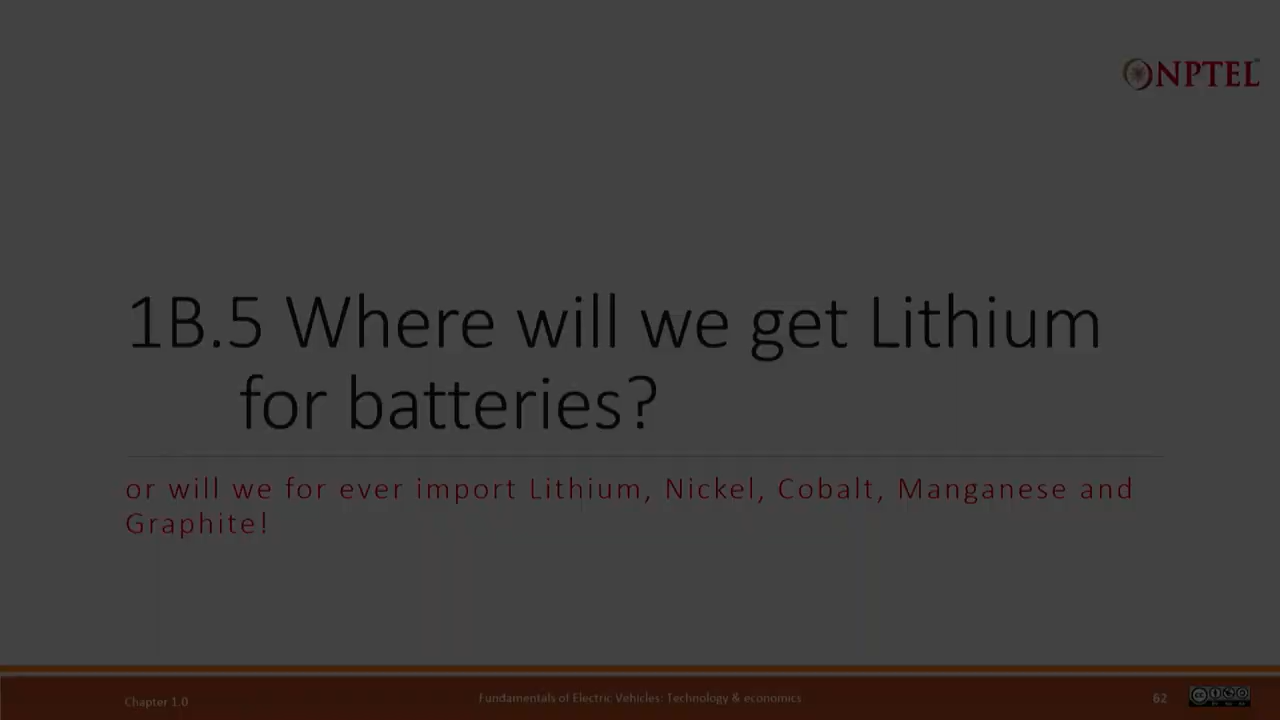 NPTEL
1B.5 Where will we get Lithium
for batteries?
or will we for ever import Lithium, Nickel, Cobalt, Manganese and
Graphite!
Chapter 1.0
Fundamentals of Electric Vehicles: Technology & economics
62